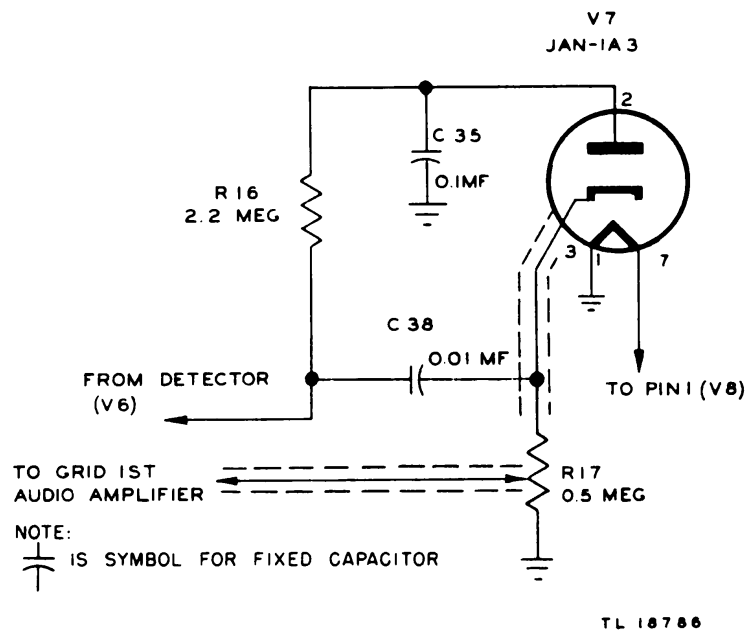 V7
JAN-1A3
2
C 35
0.1MF
R16
2.2 MEG
3
1
7
C 38
0.01 MF
FROM DETECTOR
(V6)
TO PIN 1 (V8)
TO GRID 1ST
AUDIO AMPLIFIER
R17
0.5 MEG
NOTE:
IS SYMBOL FOR FIXED CAPACITOR
TL 18786